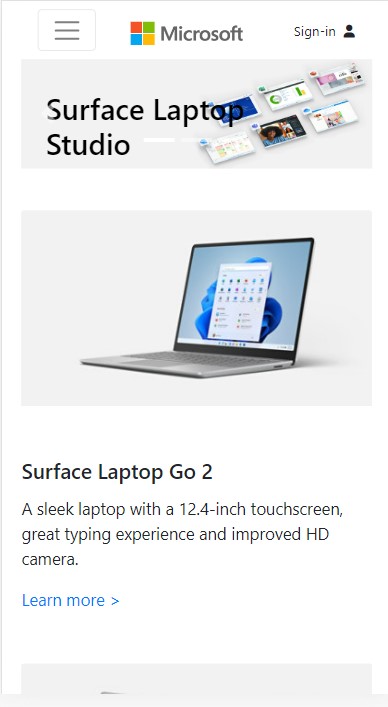 Microsoft
Sign-in
Surface Laptop
Studio
Surface Laptop Go 2
A sleek laptop with a 12.4-inch touchscreen,
great typing experience and improved HD
camera.
Learn more >